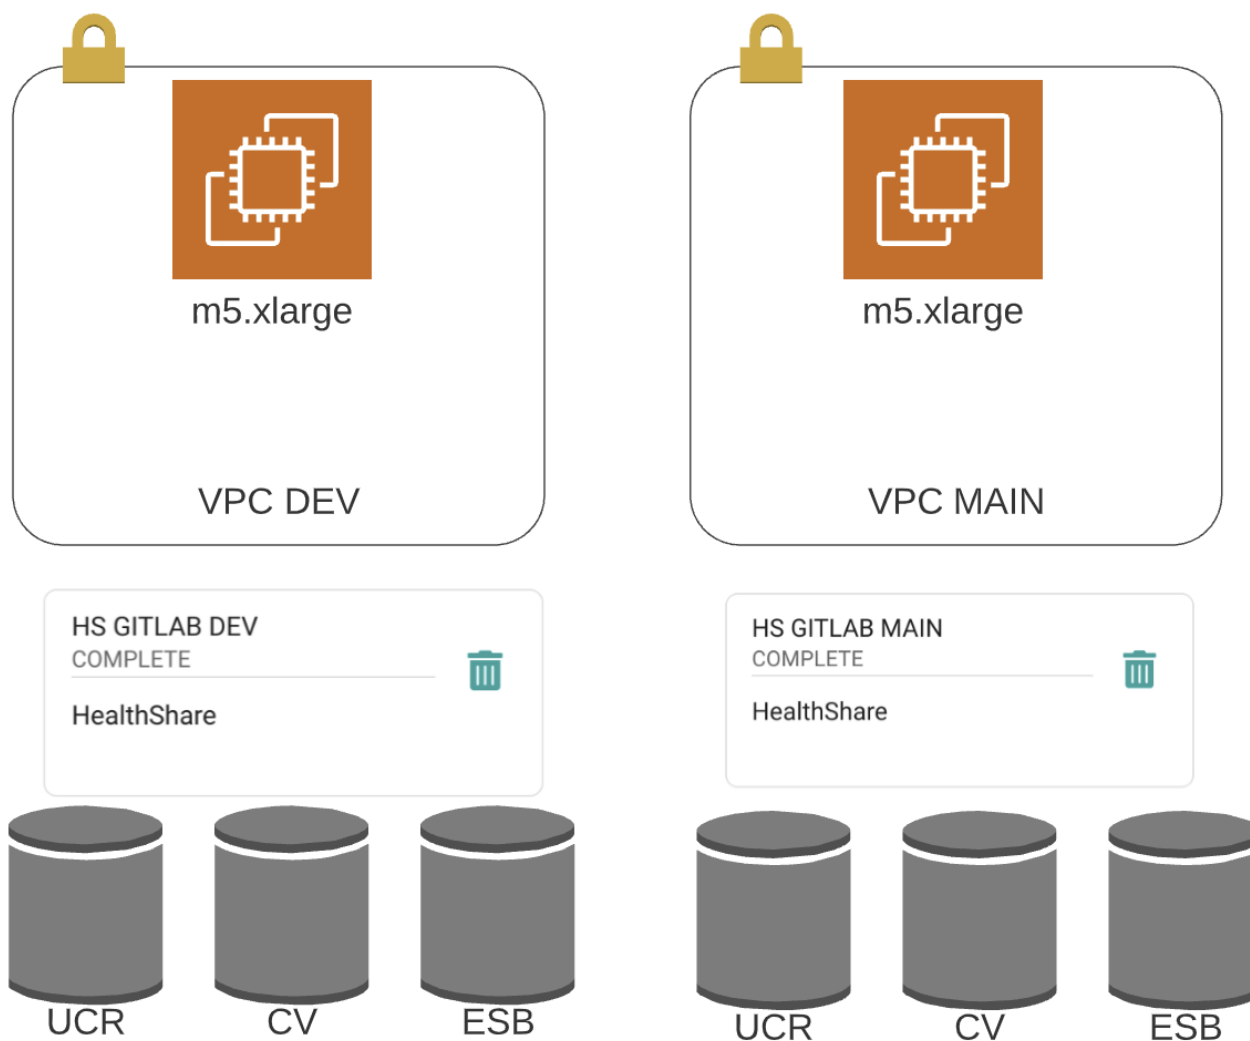 m5.xlarge
VPC DEV
HS GITLAB DEV
COMPLETE
HealthShare
UCR
CV
ESB
m5.xlarge
VPC MAIN
HS GITLAB MAIN
COMPLETE
HealthShare
UCR
CV
ESB